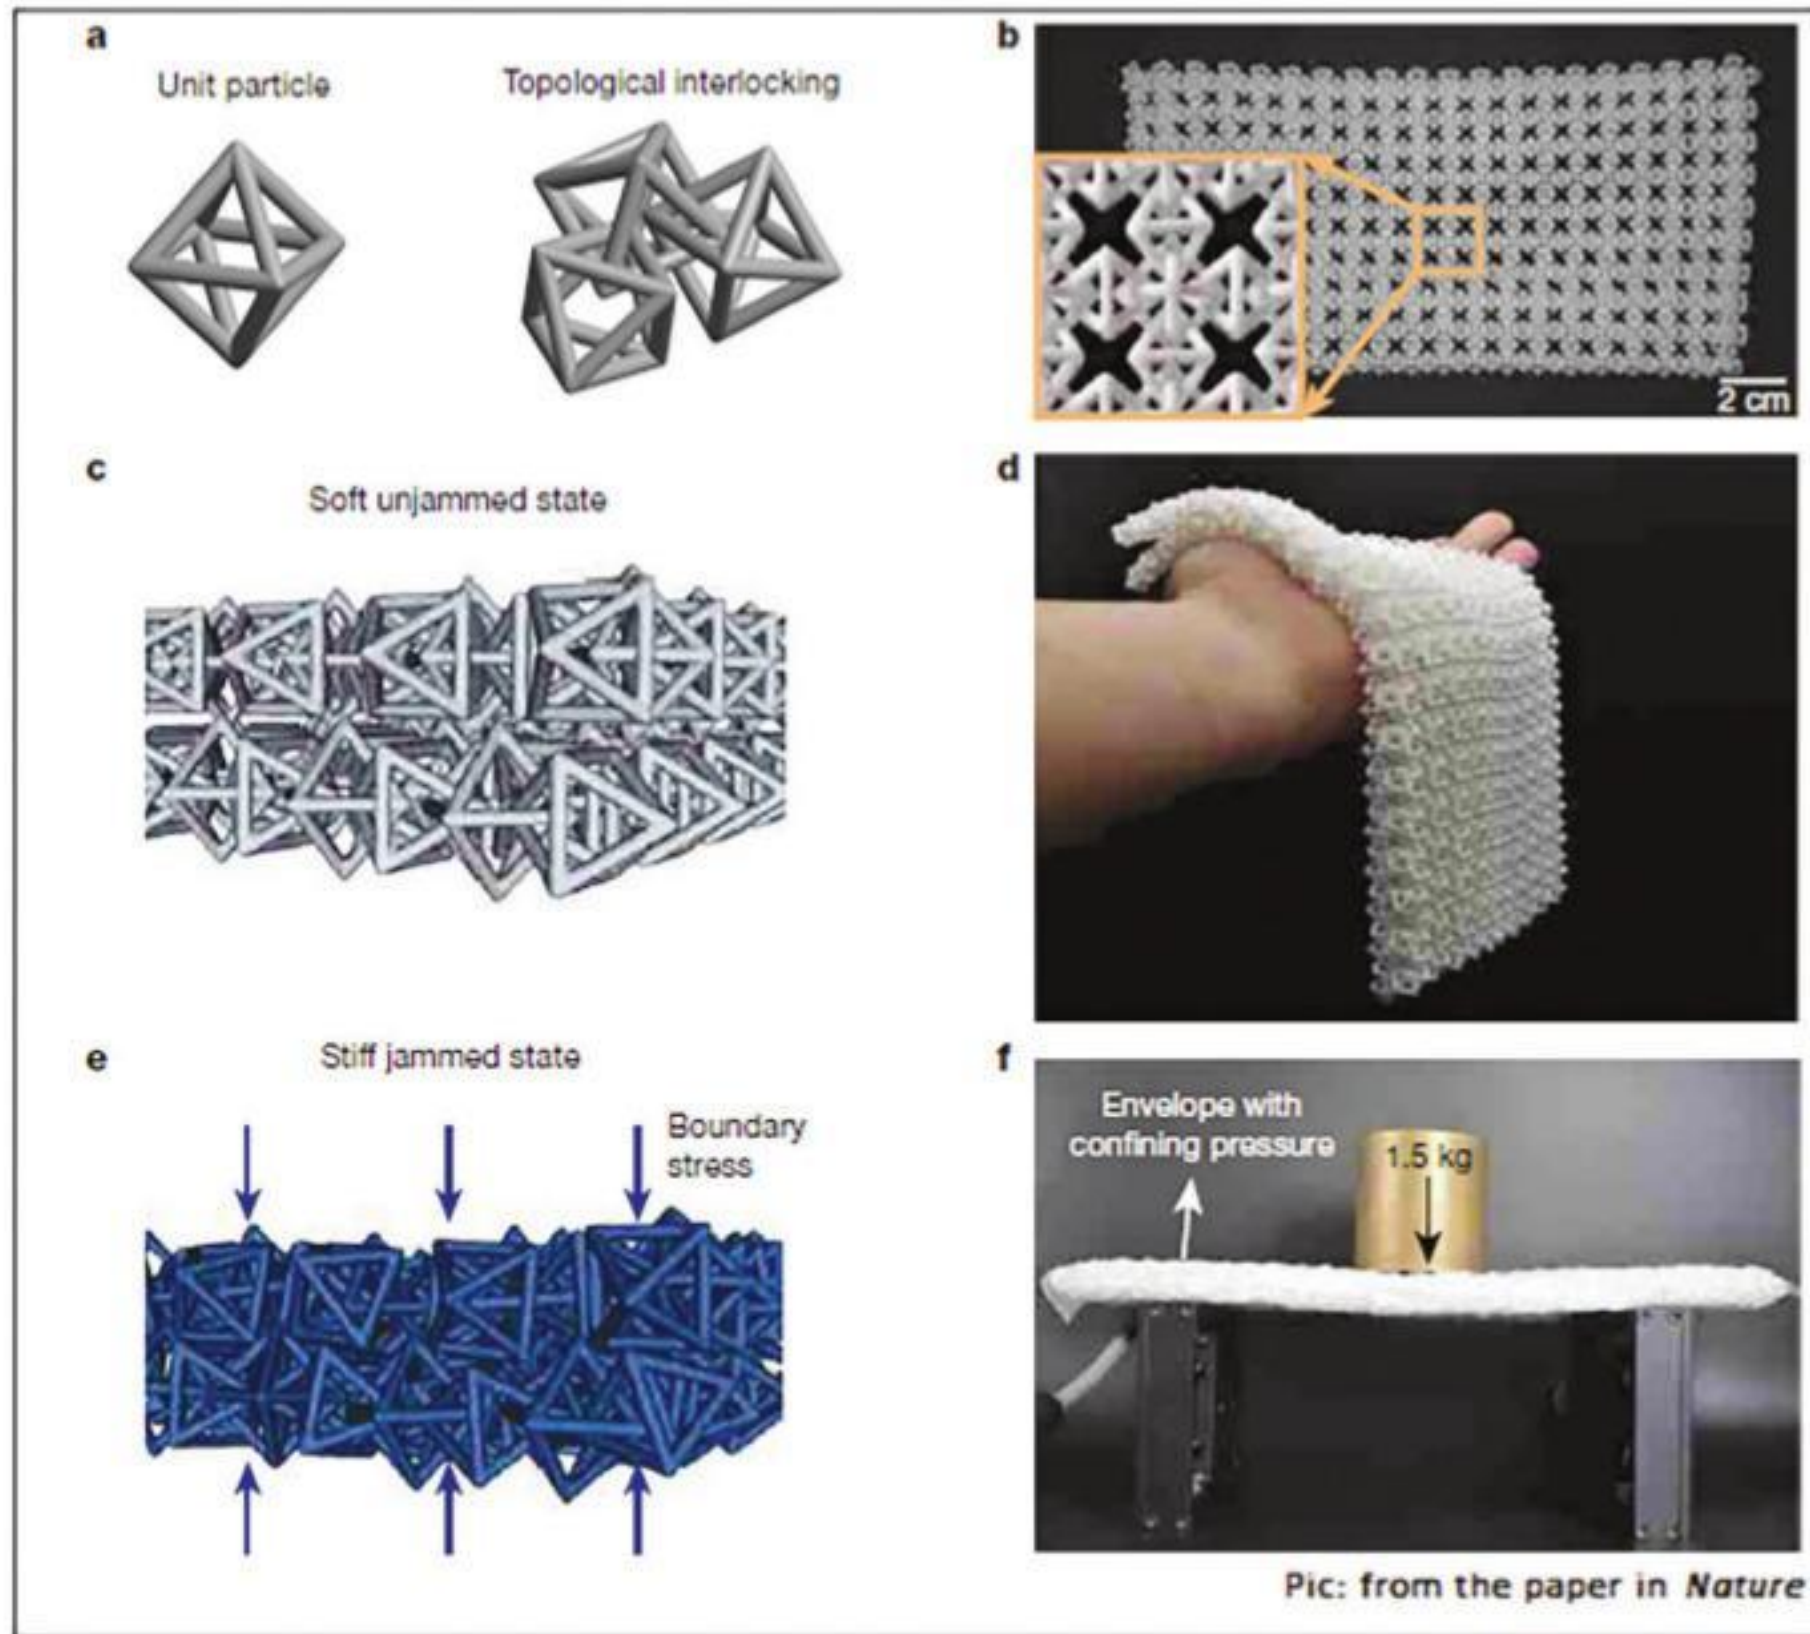 a
Unit particle
Topological interlocking
b
2 cm
c
Soft unjammed state
d
e
Stiff jammed state
Boundary
stress
f
Envelope with
confining pressure
1.5 kg
Pic: from the paper in Nature